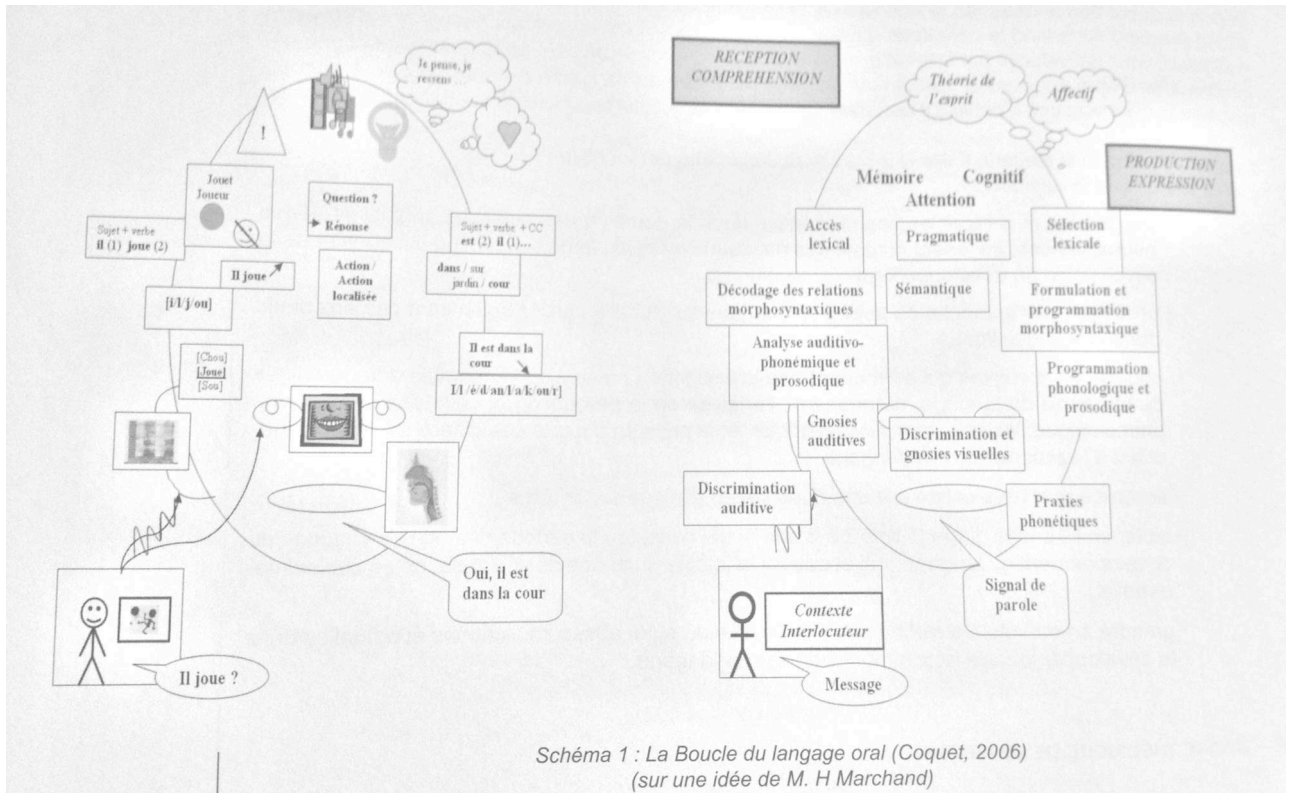 Je pense, je
ressens
!
Jouet
Joueur
Question ?
Réponse
Sujet + verbe
il (1) joue (2)
Sujet + verbe + CC
est (2) il (1)...
Il joue
Action /
Action
localisée
dans / sur
jardin / cour
[i/l/j/ou]
[Chou]
[Joue]
[Sou]
Il est dans la
cour
Oui, il est
dans la cour
Il joue ?
RECEPTION
COMPREHENSION
Théorie de
l'esprit
Affectif
PRODUCTION
EXPRESSION
Mémoire Cognitif
Attention
Accès
lexical
Pragmatique
Sélection
lexicale
Décodage des relations
morphosyntaxiques
Sémantique
Formulation et
programmation
morphosyntaxique
Analyse auditivo-
phonémique et
prosodique
Programmation
phonologique et
prosodique
Gnosies
auditives
Discrimination et
gnosies visuelles
Discrimination
auditive
Praxies
phonétiques
Signal de
parole
Contexte
Interlocuteur
Message
Schéma 1 : La Boucle du langage oral (Coquet, 2006)
(sur une idée de M. H Marchand)